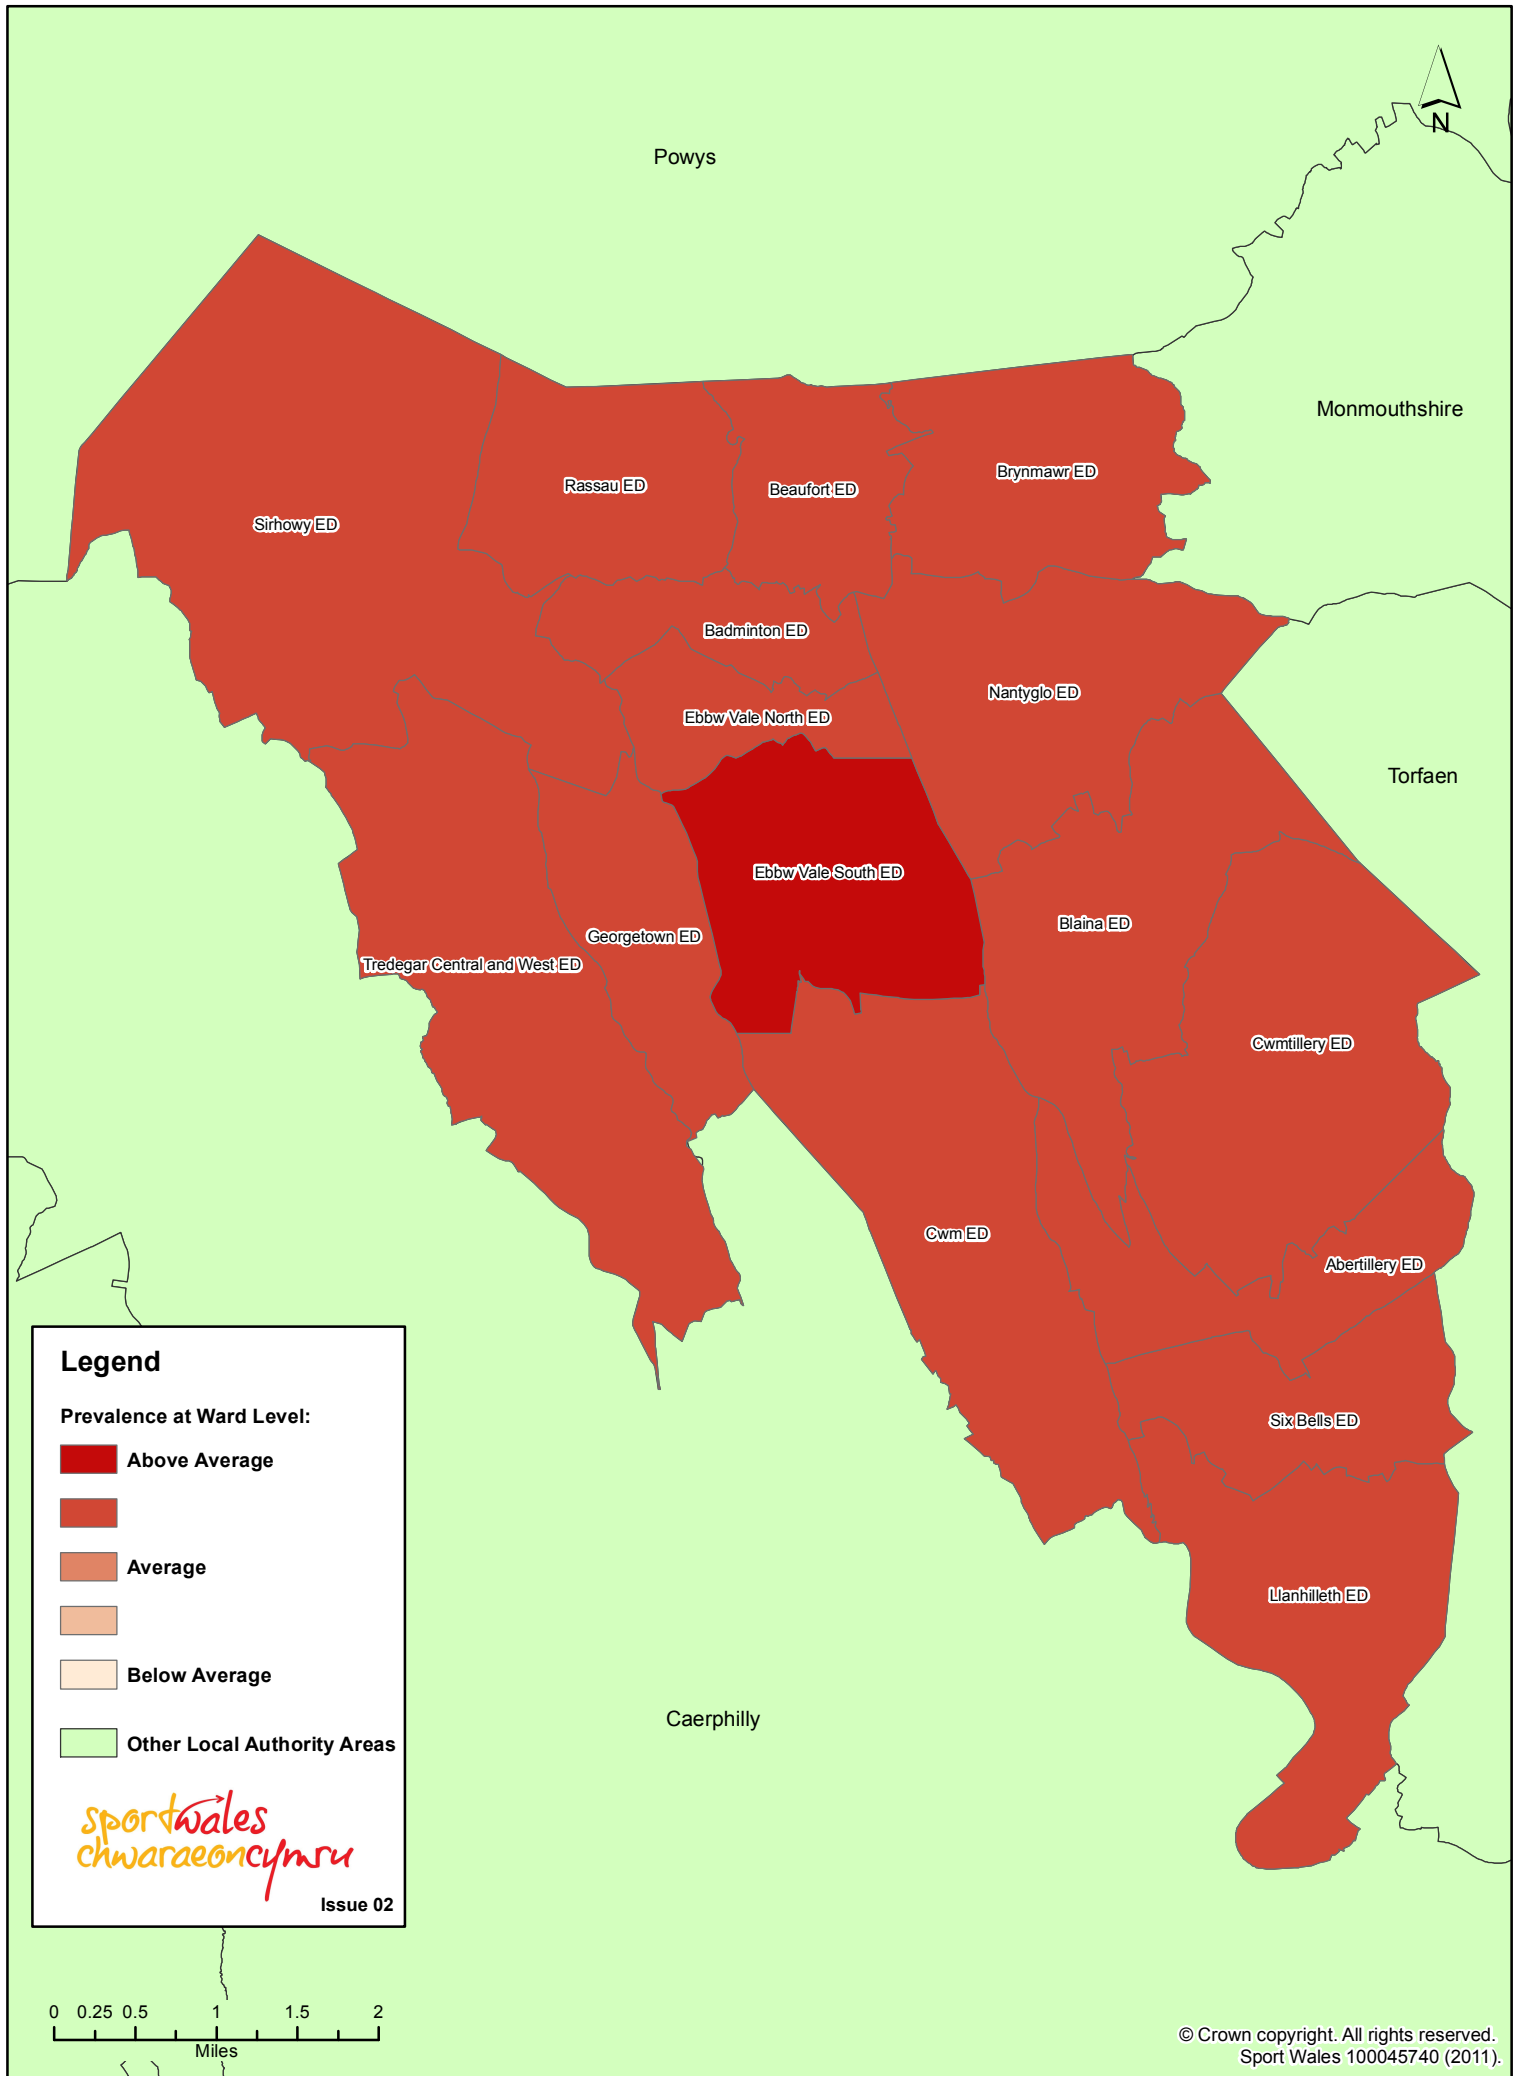 N
Powys
Monmouthshire
Brynmawr ED
Rassau ED
Beaufort ED
Sirhowy ED
Badminton ED
Nantyglo ED
Ebbw Vale North ED
Torfaen
Ebbw Vale South ED
Blaina ED
Georgetown ED
Tredegar Central and West ED
Cwmtillery ED
Cwm ED
Abertillery ED
Six Bells ED
Llanhilleth ED
Caerphilly
Legend
Prevalence at Ward Level:
Above Average
Average
Below Average
Other Local Authority Areas
sportwales
chwaraeoncymru
Issue 02
0 0.25 0.5 1 1.5 2
Miles
© Crown copyright. All rights reserved.
Sport Wales 100045740 (2011).